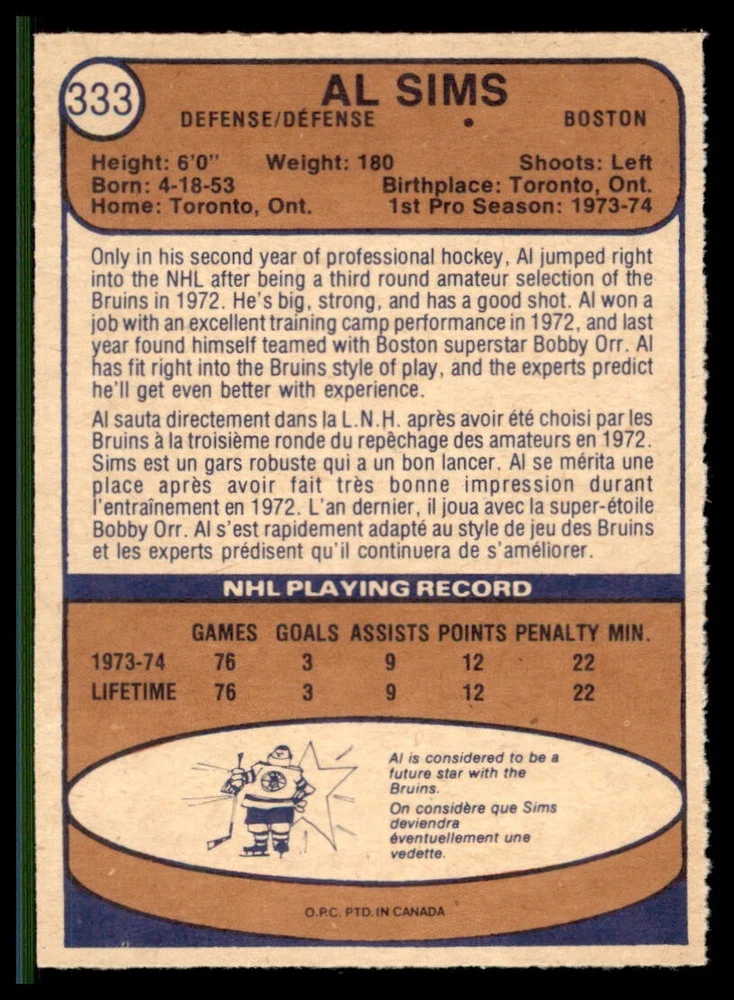 333
AL SIMS
DEFENSE/DÉFENSE • BOSTON
Height: 6'0" Weight: 180 Shoots: Left
Born: 4-18-53 Birthplace: Toronto, Ont.
Home: Toronto, Ont. 1st Pro Season: 1973-74
Only in his second year of professional hockey, Al jumped right
into the NHL after being a third round amateur selection of the
Bruins in 1972. He's big, strong, and has a good shot. Al won a
job with an excellent training camp performance in 1972, and last
year found himself teamed with Boston superstar Bobby Orr. Al
has fit right into the Bruins style of play, and the experts predict
he'll get even better with experience.
Al sauta directement dans la L.N.H. après avoir été choisi par les
Bruins à la troisième ronde du repêchage des amateurs en 1972.
Sims est un gars robuste qui a un bon lancer. Al se mérita une
place après avoir fait très bonne impression durant
l'entraînement en 1972. L'an dernier, il joua avec la super-étoile
Bobby Orr. Al s'est rapidement adapté au style de jeu des Bruins
et les experts prédisent qu'il continuera de s'améliorer.
NHL PLAYING RECORD
GAMES GOALS ASSISTS POINTS PENALTY MIN.
1973-74 76 3 9 12 22
LIFETIME 76 3 9 12 22
Al is considered to be a
future star with the
Bruins.
On considère que Sims
deviendra
éventuellement une
vedette.
O.P.C. PTD. IN CANADA